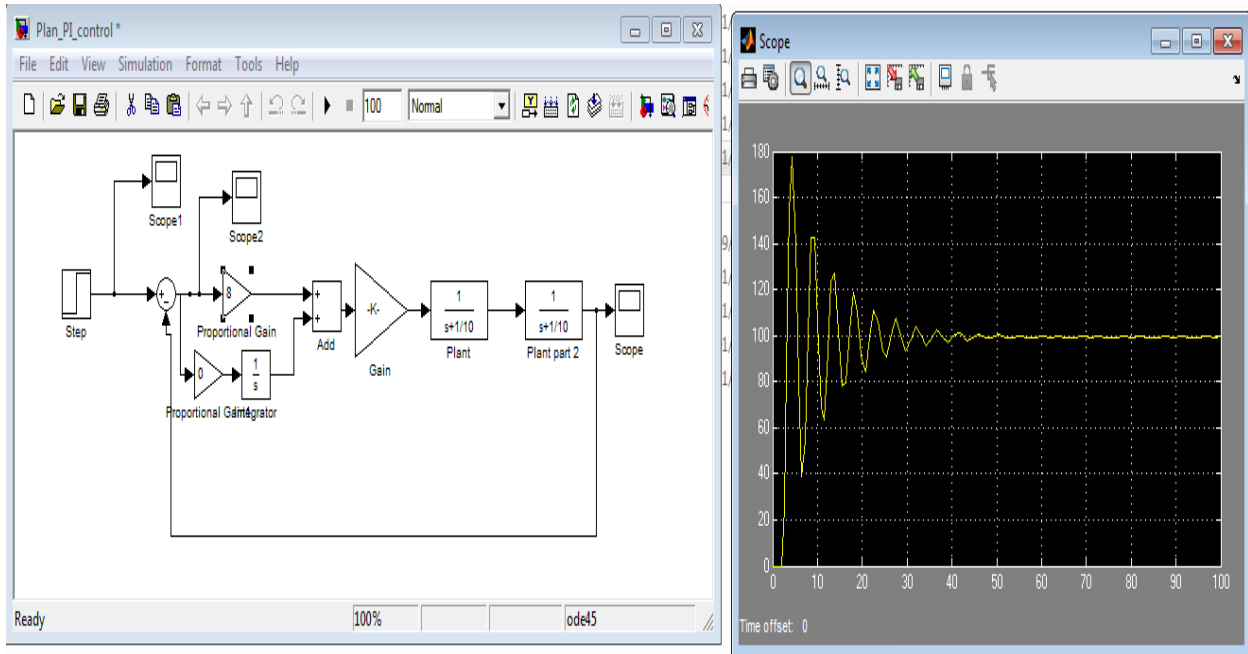 Plan_PI_control *
File Edit View Simulation Format Tools Help
100 Normal
Scope1
Scope2
+
-
8
Step
Proportional Gain
+
+
Add
-K-
Gain
1
s+1/10
Plant
1
s+1/10
Plant part 2
Scope
0
1
s
Ready 100% ode45
Scope
180
160
140
120
100
80
60
40
20
0
0 10 20 30 40 50 60 70 80 90 100
Time offset: 0